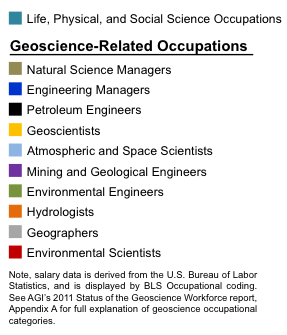 Life, Physical, and Social Science Occupations
Geoscience-Related Occupations
Natural Science Managers
Engineering Managers
Petroleum Engineers
Geoscientists
Atmospheric and Space Scientists
Mining and Geological Engineers
Environmental Engineers
Hydrologists
Geographers
Environmental Scientists
Note, salary data is derived from the U.S. Bureau of Labor
Statistics, and is displayed by BLS Occupational coding.
See AGI's 2011 Status of the Geoscience Workforce report,
Appendix A for full explanation of geoscience occupational
categories.